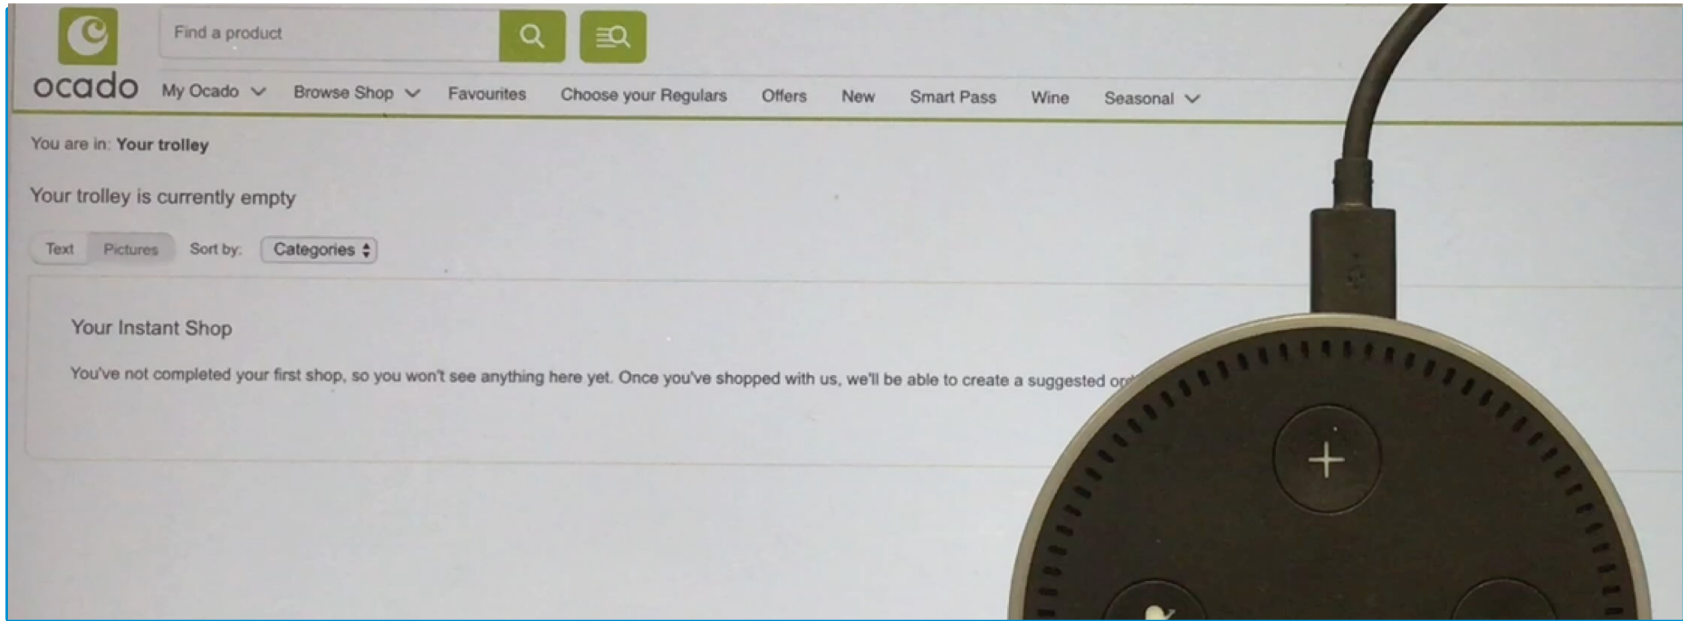 Find a product
ocado
My Ocado Browse Shop Favourites Choose your Regulars Offers New Smart Pass Wine Seasonal
You are in: Your trolley
Your trolley is currently empty
Text Pictures Sort by: Categories
Your Instant Shop
You've not completed your first shop, so you won't see anything here yet. Once you've shopped with us, we'll be able to create a suggested